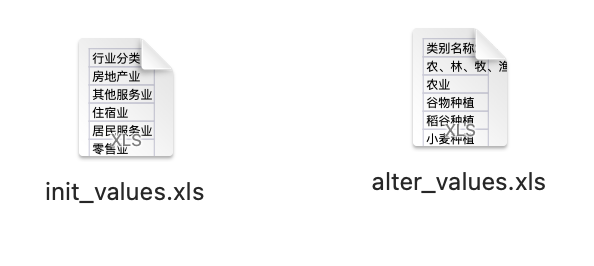 行业分类
房地产业
其他服务业
住宿业
居民服务业
零售业
XLS
init_values.xls
类别名称
农、林、牧、渔
农业
谷物种植
稻谷种植
小麦种植
XLS
alter_values.xls